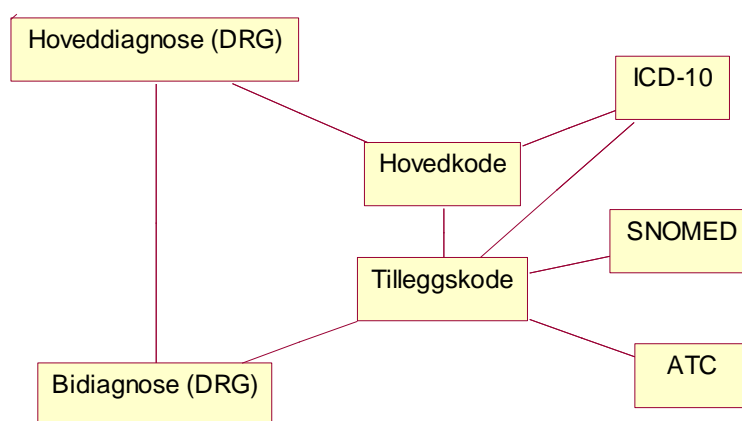 Hoveddiagnose (DRG)
ICD-10
Hovedkode
SNOMED
Tilleggskode
ATC
Bidiagnose (DRG)